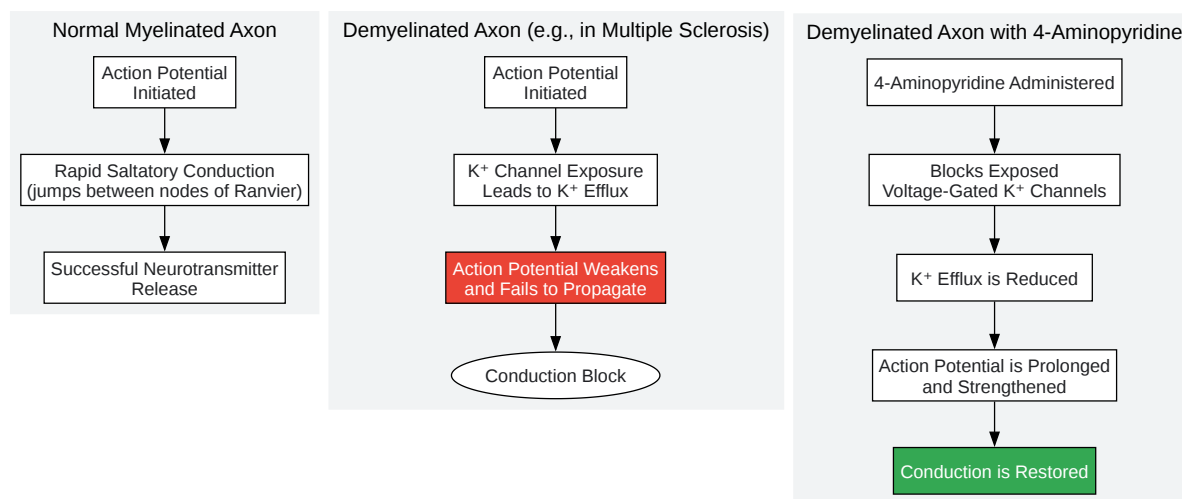 Normal Myelinated Axon
Action Potential
Initiated
Rapid Saltatory Conduction
(jumps between nodes of Ranvier)
Successful Neurotransmitter
Release
Demyelinated Axon (e.g., in Multiple Sclerosis)
Action Potential
Initiated
K⁺ Channel Exposure
Leads to K⁺ Efflux
Action Potential Weakens
and Fails to Propagate
Conduction Block
Demyelinated Axon with 4-Aminopyridine
4-Aminopyridine Administered
Blocks Exposed
Voltage-Gated K⁺ Channels
K⁺ Efflux is Reduced
Action Potential is Prolonged
and Strengthened
Conduction is Restored